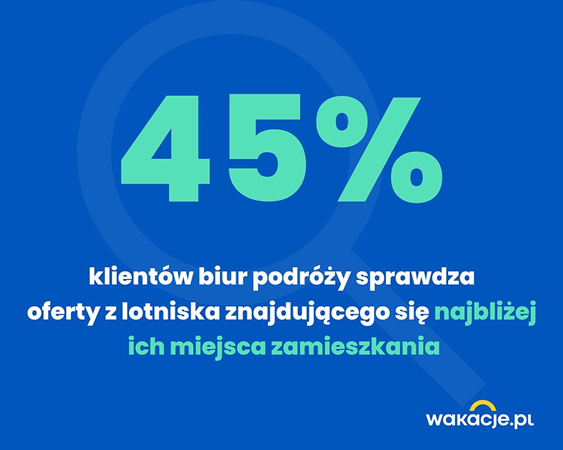 45%
klientów biur podróży sprawdza
oferty z lotniska znajdującego się najbliżej
ich miejsca zamieszkania
wakacje.pl